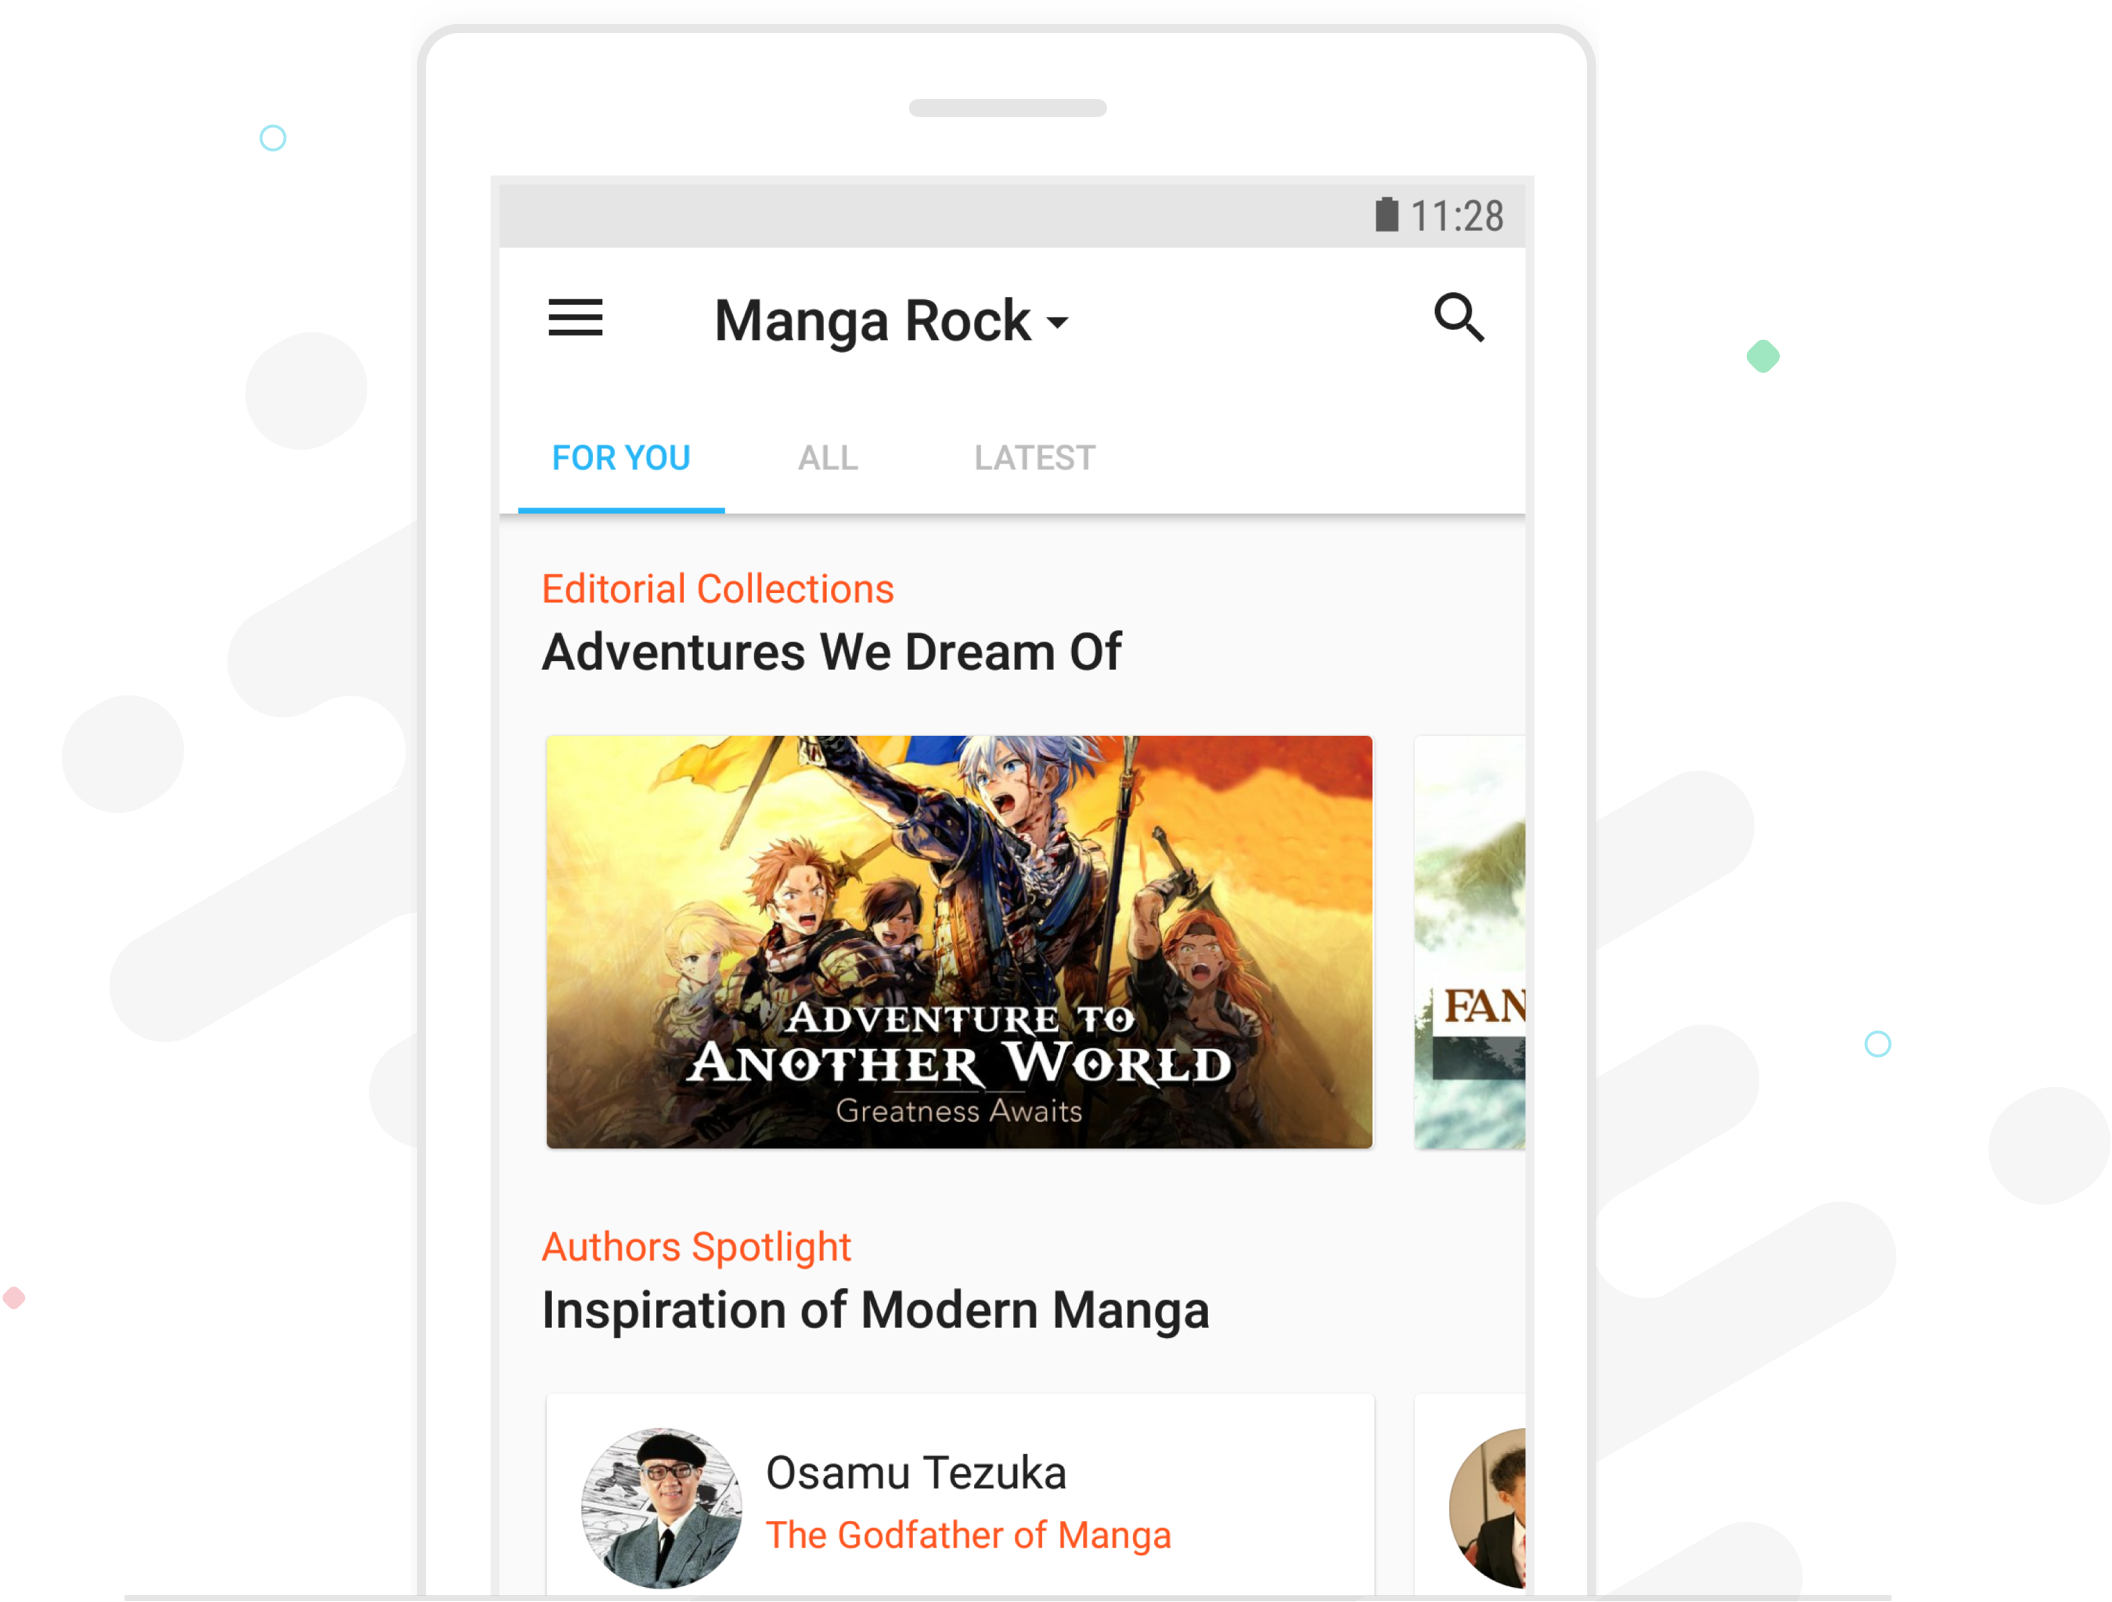 11:28
Manga Rock
FOR YOU ALL LATEST
Editorial Collections
Adventures We Dream Of
ADVENTURE TO
ANOTHER WORLD
Greatness Awaits
FAN
Authors Spotlight
Inspiration of Modern Manga
Osamu Tezuka
The Godfather of Manga